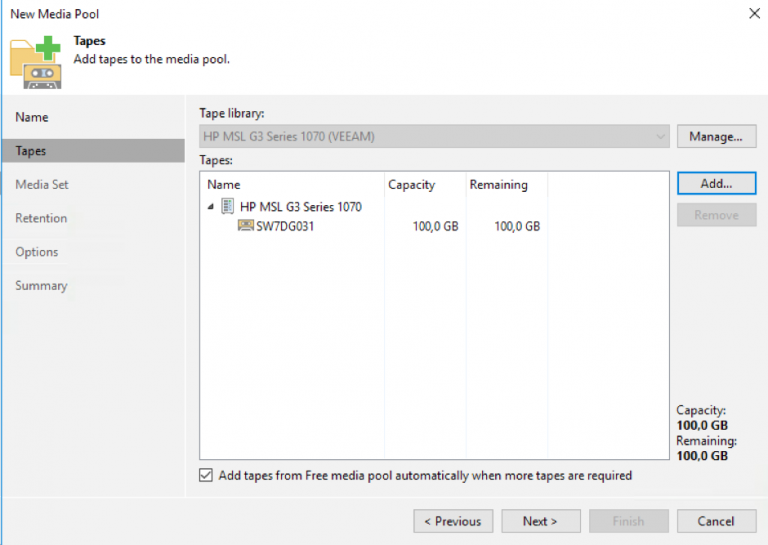 New Media Pool
Tapes
Add tapes to the media pool.
Name
Tapes
Media Set
Retention
Options
Summary
Tape library:
HP MSL G3 Series 1070 (VEEAM)
Manage...
Tapes:
Name Capacity Remaining
HP MSL G3 Series 1070
SW7DG031 100,0 GB 100,0 GB
Add...
Remove
Capacity:
100,0 GB
Remaining:
100,0 GB
Add tapes from Free media pool automatically when more tapes are required
< Previous
Next >
Finish
Cancel